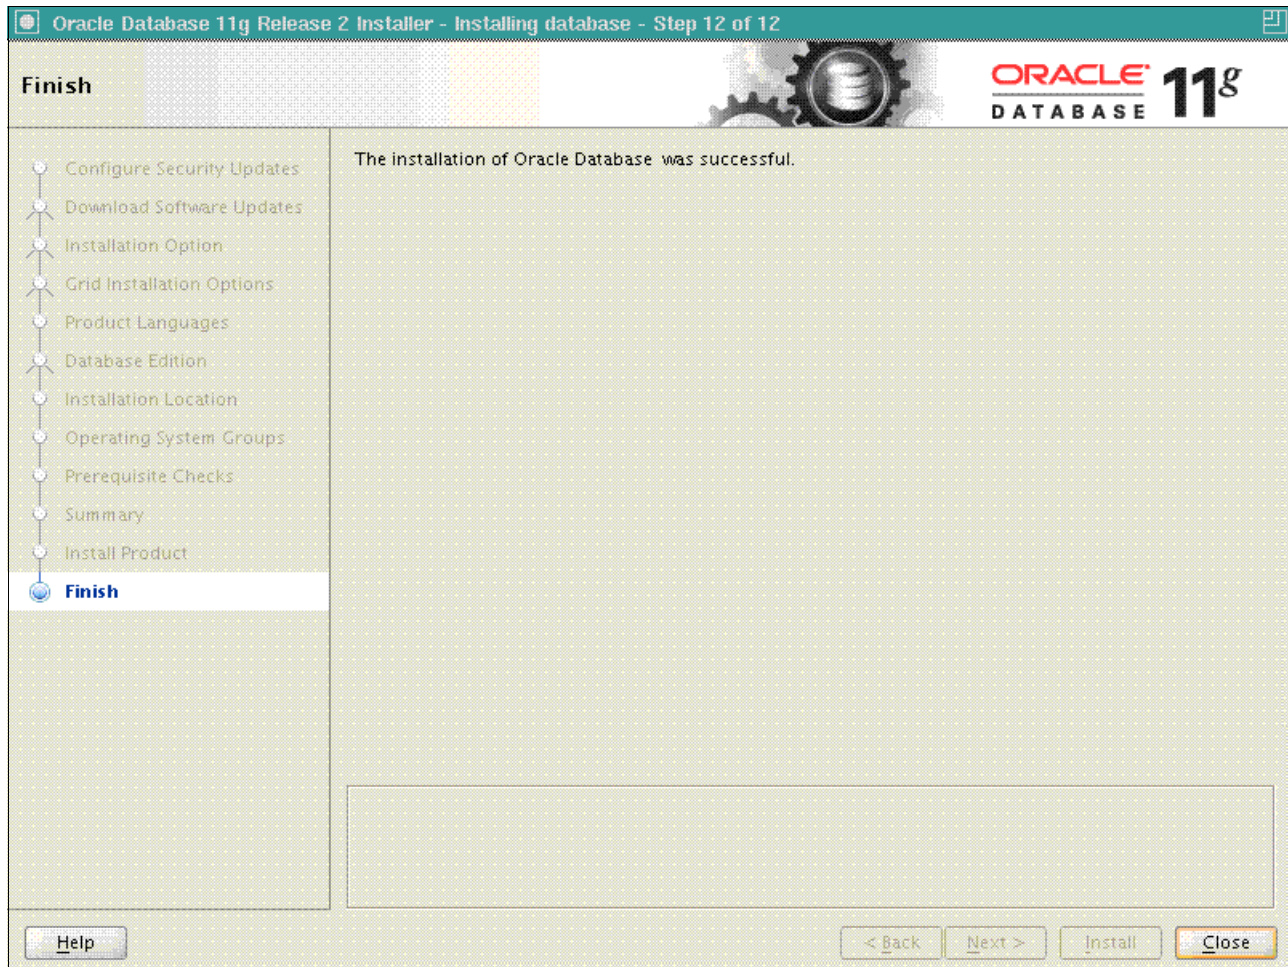 Oracle Database 11g Release 2 Installer - Installing database - Step 12 of 12
Finish
ORACLE
DATABASE
11g
Configure Security Updates
Download Software Updates
Installation Option
Grid Installation Options
Product Languages
Database Edition
Installation Location
Operating System Groups
Prerequisite Checks
Summary
Install Product
Finish
The installation of Oracle Database was successful.
Help
< Back
Next >
Install
Close